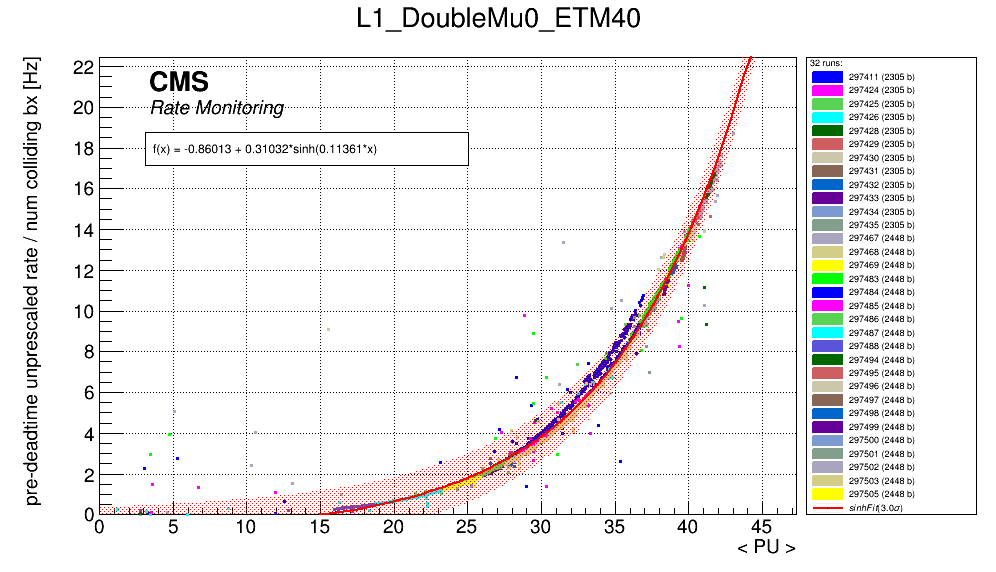 L1_DoubleMu0_ETM40
pre-deadtime unprescaled rate / num colliding bx [Hz]
CMS
Rate Monitoring
f(x) = -0.86013 + 0.31032*sinh(0.11361*x)
22
20
18
16
14
12
10
8
6
4
2
0
0 5 10 15 20 25 30 35 40 45
< PU >
32 runs:
297411 (2305 b)
297424 (2305 b)
297425 (2305 b)
297426 (2305 b)
297428 (2305 b)
297429 (2305 b)
297430 (2305 b)
297431 (2305 b)
297432 (2305 b)
297433 (2305 b)
297434 (2305 b)
297435 (2305 b)
297467 (2448 b)
297468 (2448 b)
297469 (2448 b)
297483 (2448 b)
297484 (2448 b)
297485 (2448 b)
297486 (2448 b)
297487 (2448 b)
297488 (2448 b)
297494 (2448 b)
297495 (2448 b)
297496 (2448 b)
297497 (2448 b)
297498 (2448 b)
297499 (2448 b)
297500 (2448 b)
297501 (2448 b)
297502 (2448 b)
297503 (2448 b)
297505 (2448 b)
sinhFit(3.0σ)